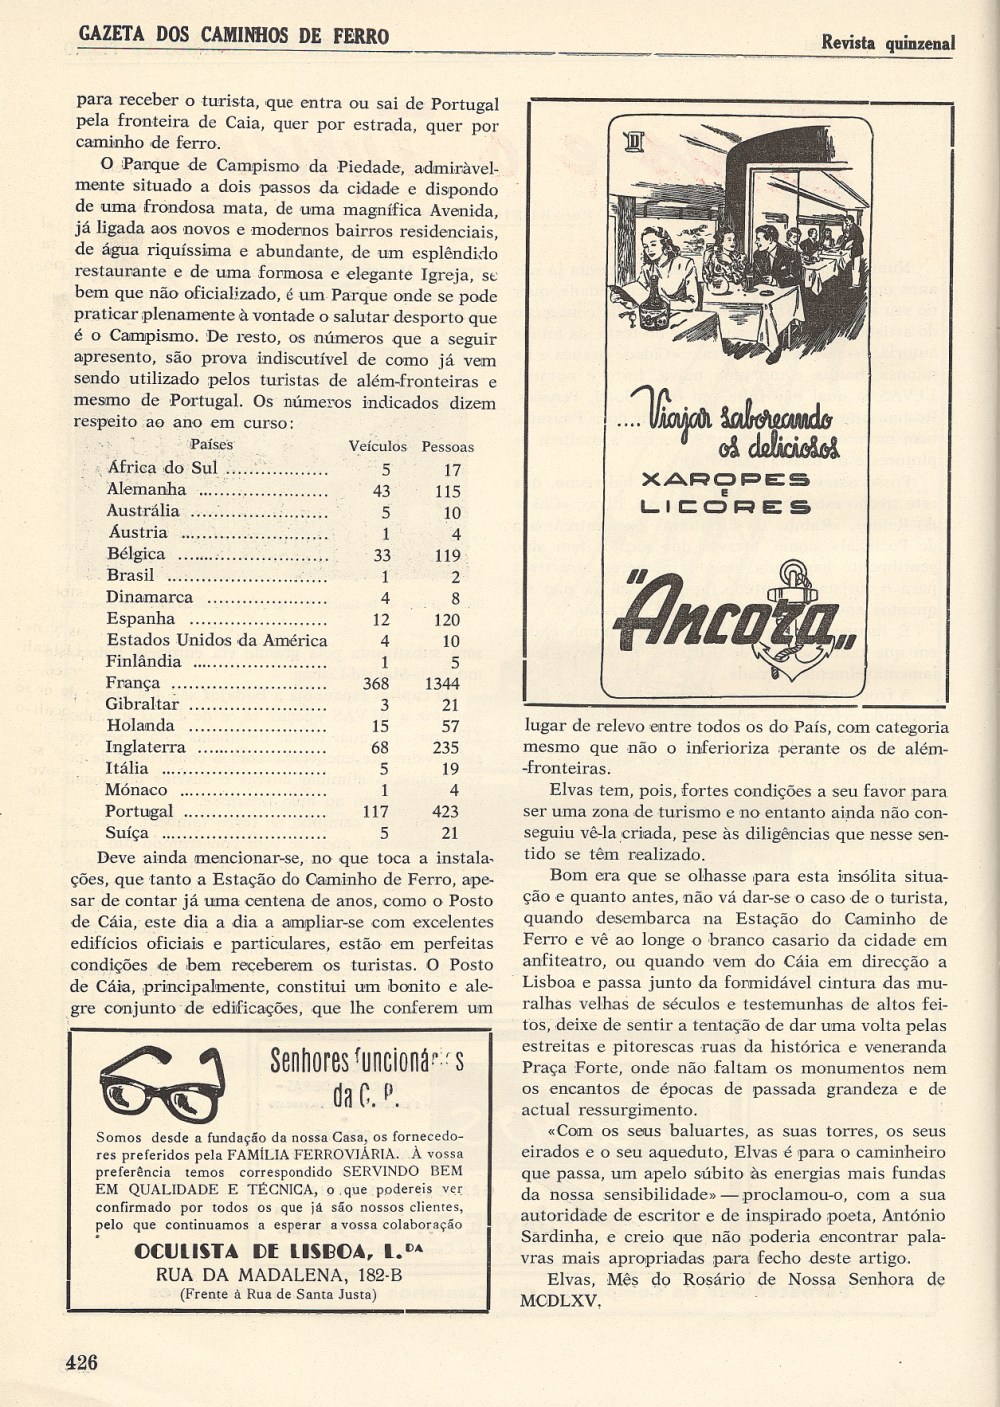 GAZETA DOS CAMINHOS DE FERRO
Revista quinzenal
para receber o turista, que entra ou sai de Portugal
pela fronteira de Caia, quer por estrada, quer por
caminho de ferro.
O Parque de Campismo da Piedade, admiràvel-
mente situado a dois passos da cidade e dispondo
de uma frondosa mata, de uma magnífica Avenida,
já ligada aos novos e modernos bairros residenciais,
de água riquíssima e abundante, de um esplêndido
restaurante e de uma formosa e elegante Igreja, se
bem que não oficializado, é um Parque onde se pode
praticar plenamente à vontade o salutar desporto que
é o Campismo. De resto, os números que a seguir
apresento, são prova indiscutível de como já vem
sendo utilizado pelos turistas de além-fronteiras e
mesmo de Portugal. Os números indicados dizem
respeito ao ano em curso:
Países Veículos Pessoas
África do Sul .................. 5 17
Alemanha ...................... 43 115
Austrália ........................ 5 10
Áustria ......................... 1 4
Bélgica .......................... 33 119
Brasil ............................ 1 2
Dinamarca ..................... 4 8
Espanha ........................ 12 120
Estados Unidos da América 4 10
Finlândia ....................... 1 5
França ........................... 368 1344
Gibraltar ........................ 3 21
Holanda ........................ 15 57
Inglaterra ...................... 68 235
Itália ............................. 5 19
Mónaco ......................... 1 4
Portugal ........................ 117 423
Suíça ............................ 5 21
Deve ainda mencionar-se, no que toca a instala-
ções, que tanto a Estação do Caminho de Ferro, ape-
sar de contar já uma centena de anos, como o Posto
de Cáia, este dia a dia a ampliar-se com excelentes
edifícios oficiais e particulares, estão em perfeitas
condições de bem receberem os turistas. O Posto
de Cáia, principalmente, constitui um bonito e ale-
gre conjunto de edificações, que lhe conferem um
Senhores funcionários
da C. P.
Somos desde a fundação da nossa Casa, os fornecedo-
res preferidos pela FAMÍLIA FERROVIÁRIA. À vossa
preferência temos correspondido SERVINDO BEM
EM QUALIDADE E TÉCNICA, o que podereis ver
confirmado por todos os que já são nossos clientes,
pelo que continuamos a esperar a vossa colaboração
OCULISTA DE LISBOA, L.DA
RUA DA MADALENA, 182-B
(Frente à Rua de Santa Justa)
.... Viajar saboreando
os deliciosos
XAROPES
E
LICORES
"Ancora„
lugar de relevo entre todos os do País, com categoria
mesmo que não o inferioriza perante os de além-
-fronteiras.
Elvas tem, pois, fortes condições a seu favor para
ser uma zona de turismo e no entanto ainda não con-
seguiu vê-la criada, pese às diligências que nesse sen-
tido se têm realizado.
Bom era que se olhasse para esta insólita situa-
ção e quanto antes, não vá dar-se o caso de o turista,
quando desembarca na Estação do Caminho de
Ferro e vê ao longe o branco casario da cidade em
anfiteatro, ou quando vem do Cáia em direcção a
Lisboa e passa junto da formidável cintura das mu-
ralhas velhas de séculos e testemunhas de altos fei-
tos, deixe de sentir a tentação de dar uma volta pelas
estreitas e pitorescas ruas da histórica e veneranda
Praça Forte, onde não faltam os monumentos nem
os encantos de épocas de passada grandeza e de
actual ressurgimento.
«Com os seus baluartes, as suas torres, os seus
eirados e o seu aqueduto, Elvas é para o caminheiro
que passa, um apelo súbito às energias mais fundas
da nossa sensibilidade» — proclamou-o, com a sua
autoridade de escritor e de inspirado poeta, António
Sardinha, e creio que não poderia encontrar pala-
vras mais apropriadas para fecho deste artigo.
Elvas, Mês do Rosário de Nossa Senhora de
MCDLXV.
426